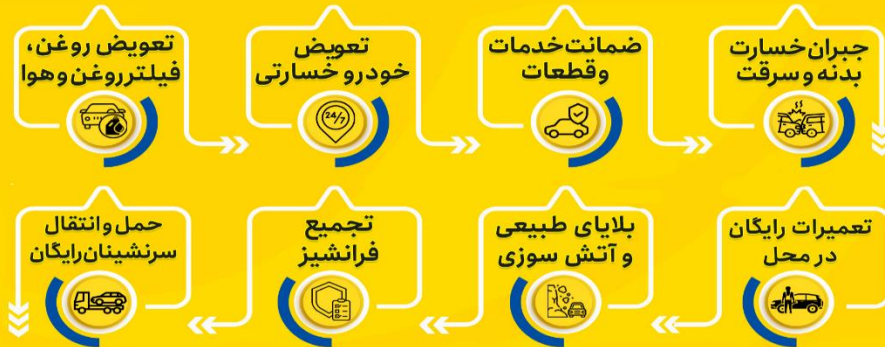 تعویض روغن،
فیلتر روغن و هوا
تعویض
خودرو خسارتی
24/7
ضمانت خدمات
و قطعات
جبران خسارت
بدنه و سرقت
تعمیرات رایگان
در محل
بلایای طبیعی
و آتش سوزی
تجمیع
فرانشیز
حمل و انتقال
سرنشینان رایگان